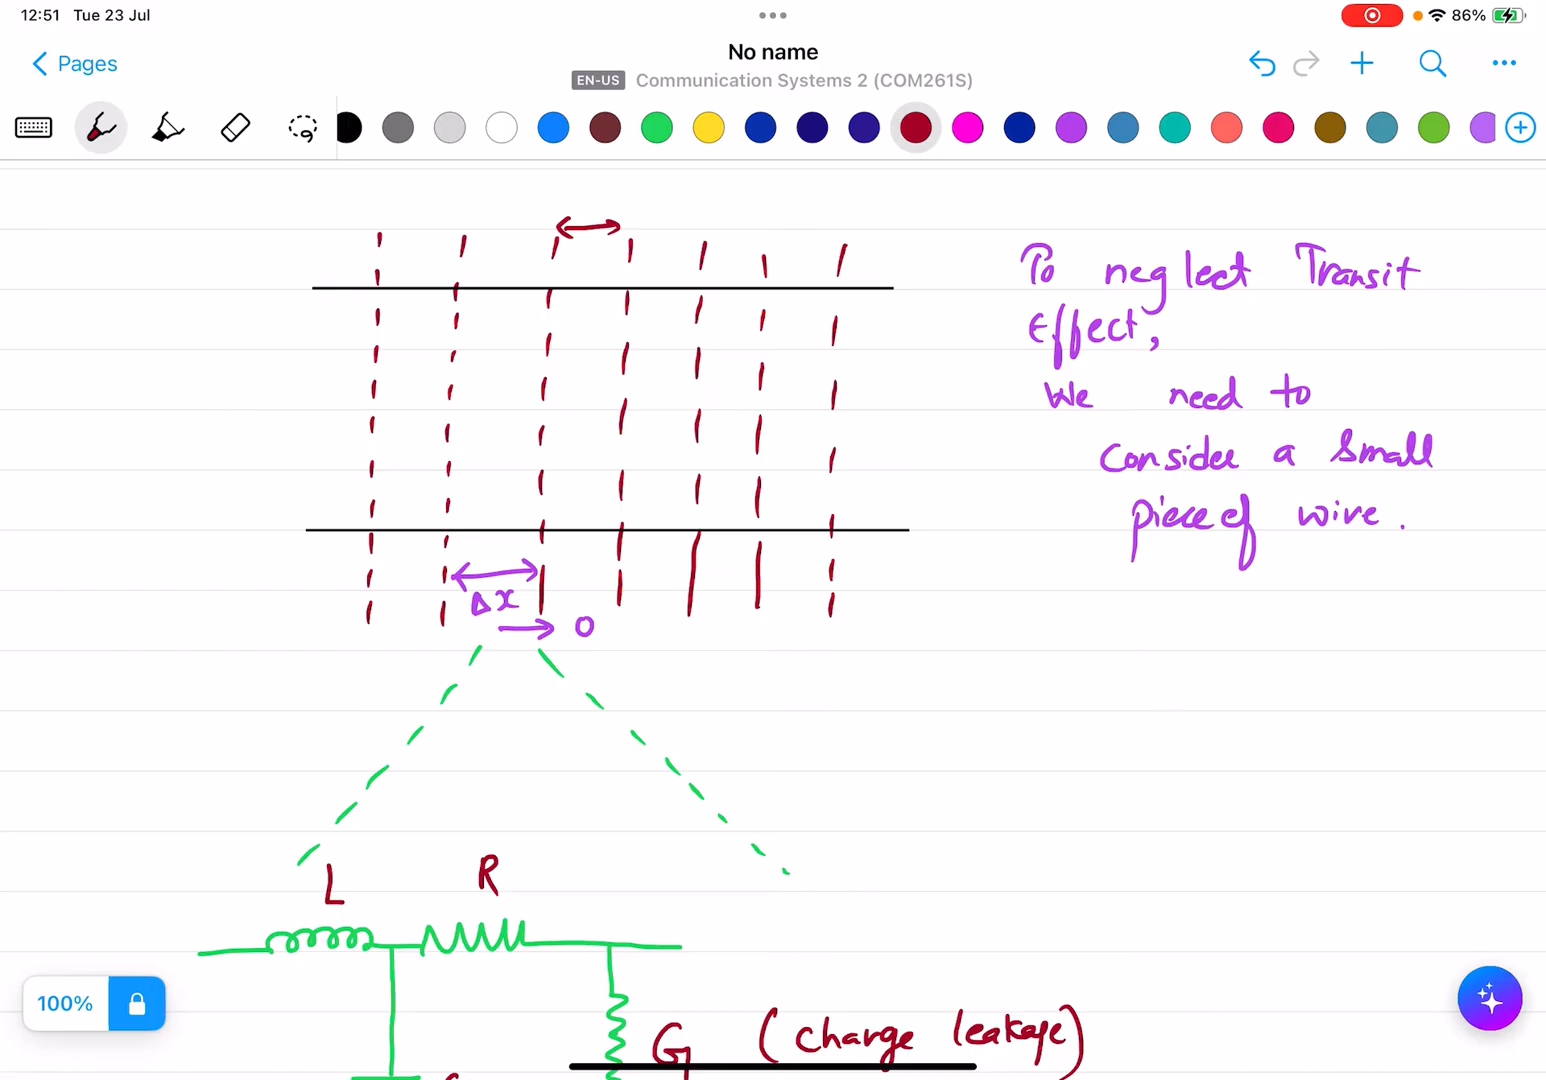 12:51 Tue 23 Jul
86%
Pages
No name
EN-US Communication Systems 2 (COM261S)
To neglect Transit
Effect,
We need to
Consider a small
piece of wire.
Δx
→ 0
L
R
G (charge leakage)
100%